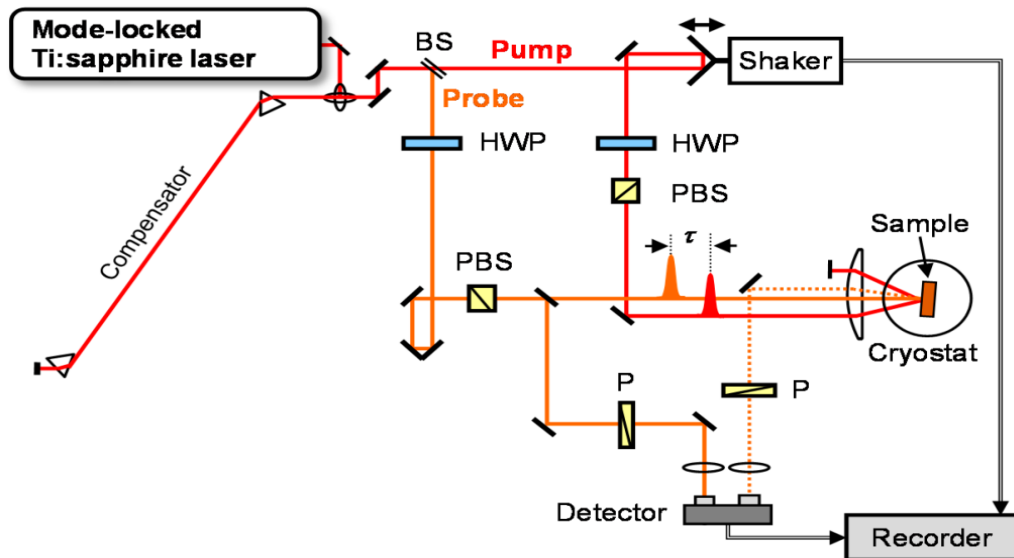 Mode-locked
Ti:sapphire laser
BS
Pump
Shaker
Probe
HWP
HWP
PBS
Compensator
τ
Sample
PBS
Cryostat
P
P
Detector
Recorder